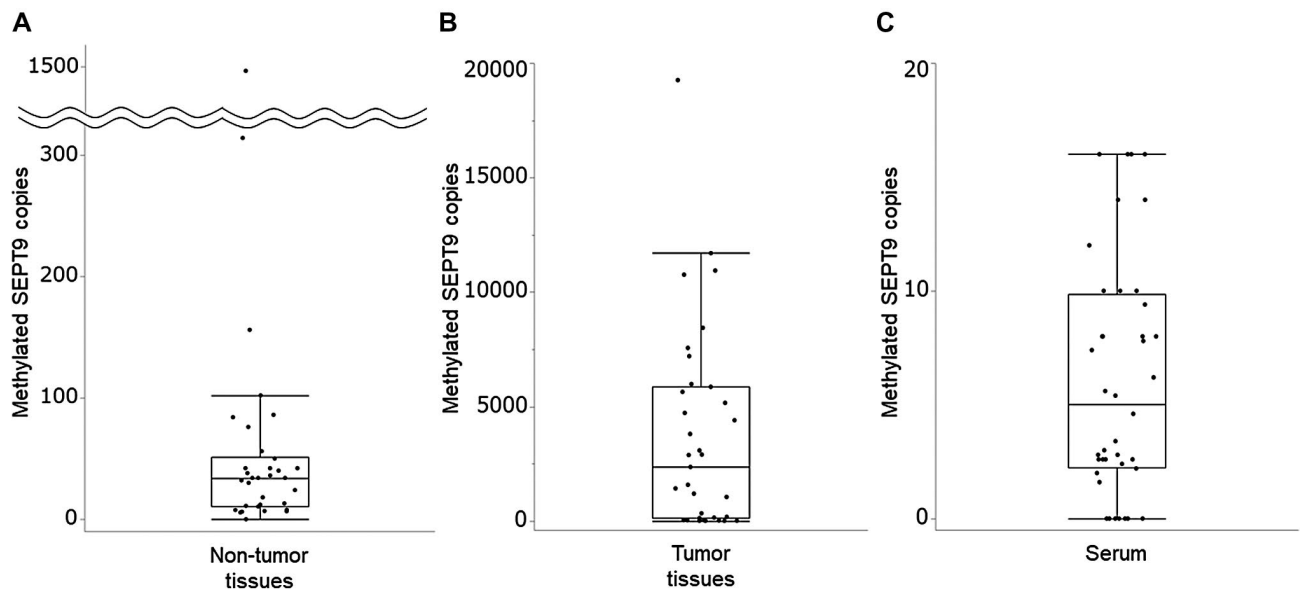 A
Methylated SEPT9 copies
1500
300
200
100
0
Non-tumor
tissues
B
Methylated SEPT9 copies
20000
15000
10000
5000
0
Tumor
tissues
C
Methylated SEPT9 copies
20
10
0
Serum